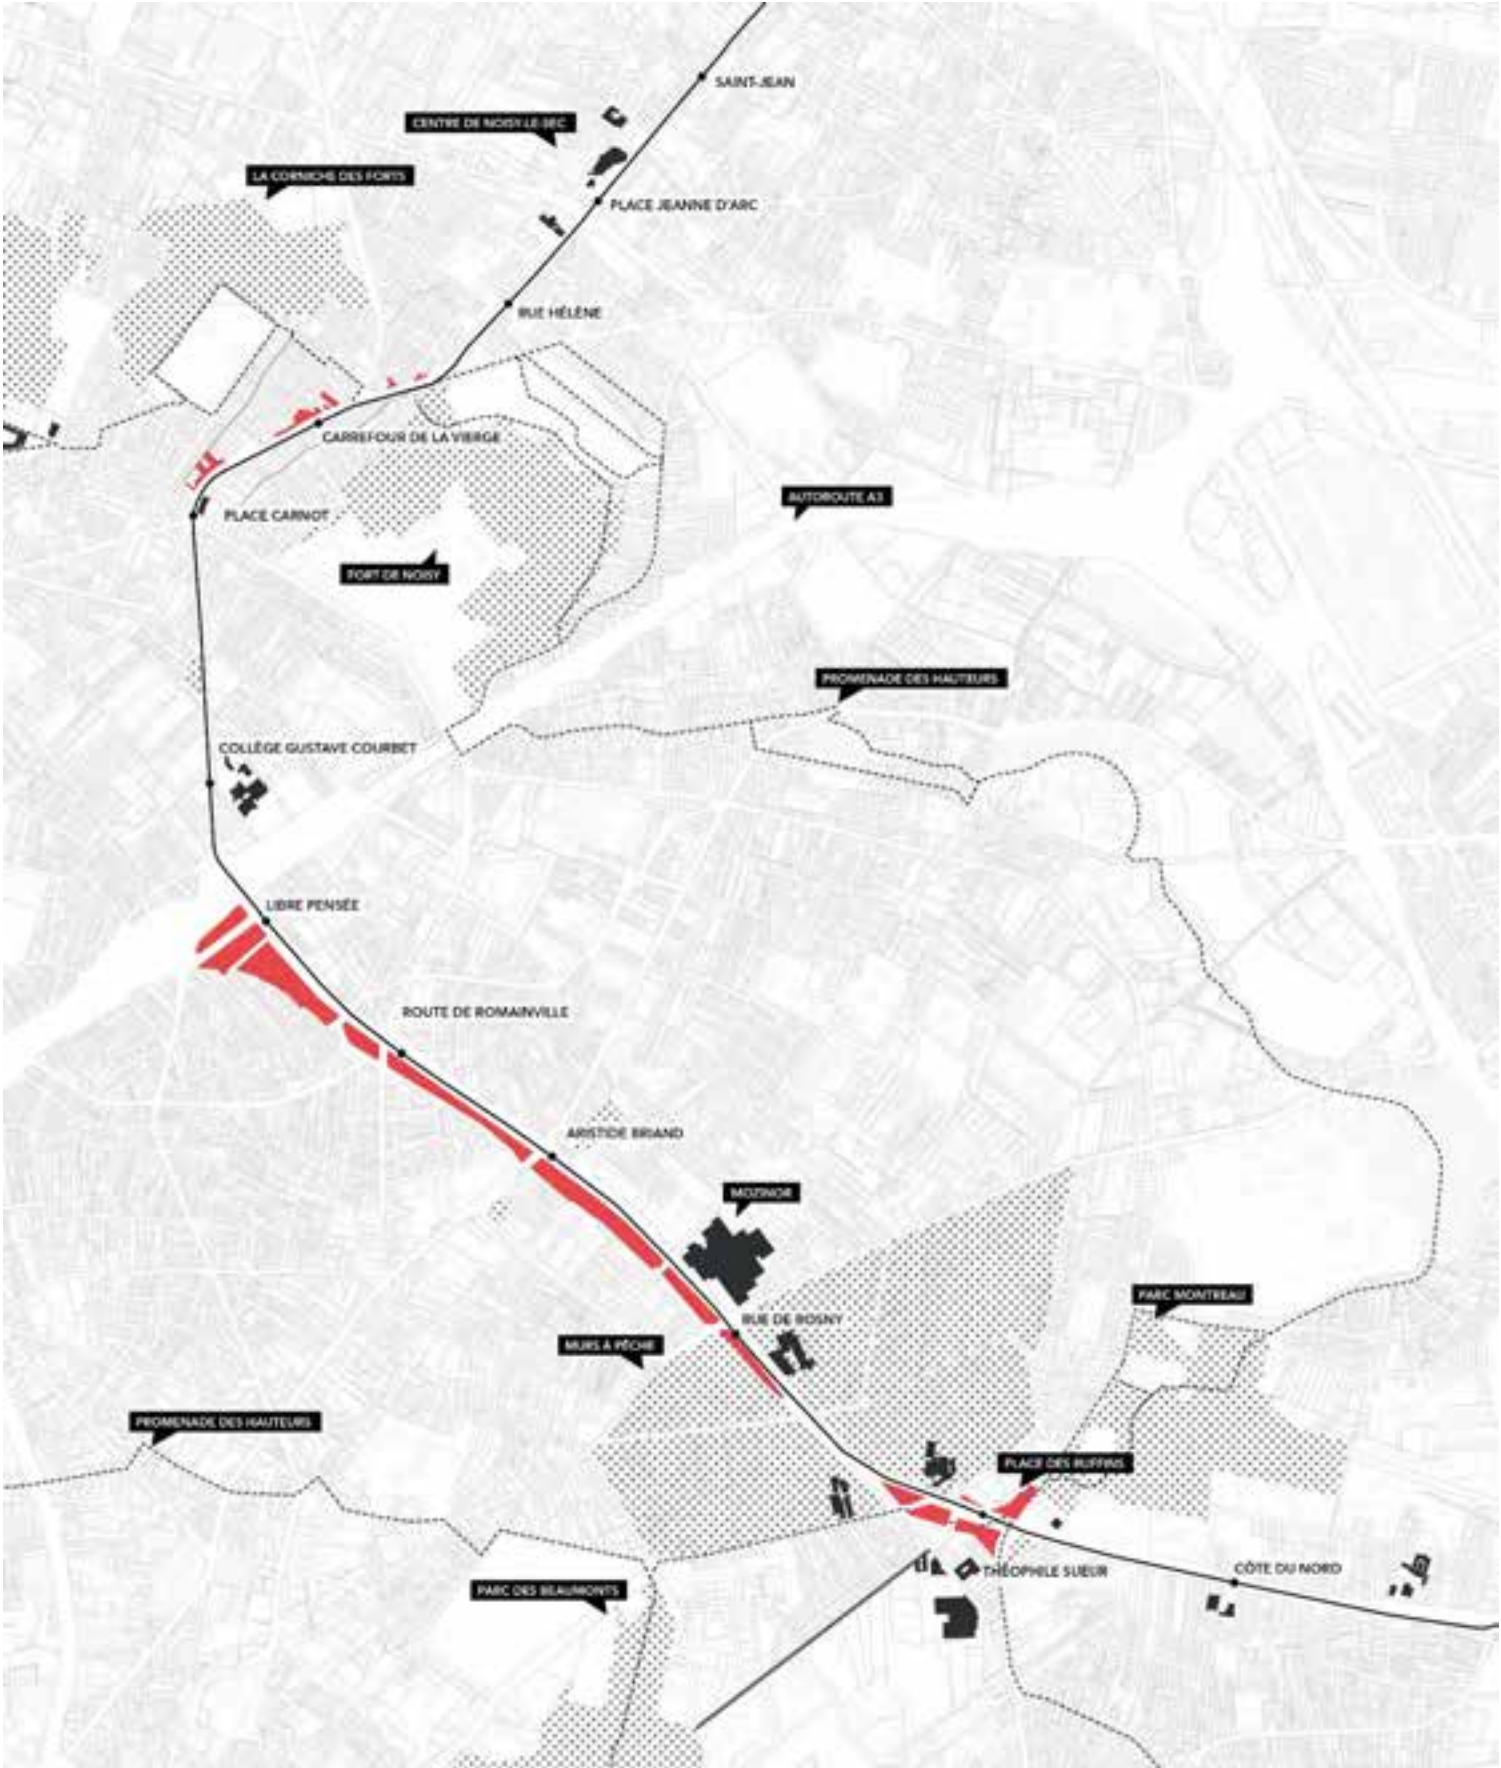 SAINT-JEAN
CENTRE DE NOISY-LE-SEC
LA CORNICHE DES FORTS
PLACE JEANNE D'ARC
RUE HÉLÈNE
CARREFOUR DE LA VIERGE
AUTOROUTE A3
PLACE CARNOT
FORT DE NOISY
PROMENADE DES HAUTEURS
COLLÈGE GUSTAVE COURBET
LIBRE PENSÉE
ROUTE DE ROMAINVILLE
ARISTIDE BRIAND
MOZINOR
PARC MONTREAU
RUE DE ROSNY
MURS À PÊCHE
PROMENADE DES HAUTEURS
PLACE DES RUFFINS
THÉOPHILE SUEUR
CÔTE DU NORD
PARC DES BEAUMONTS